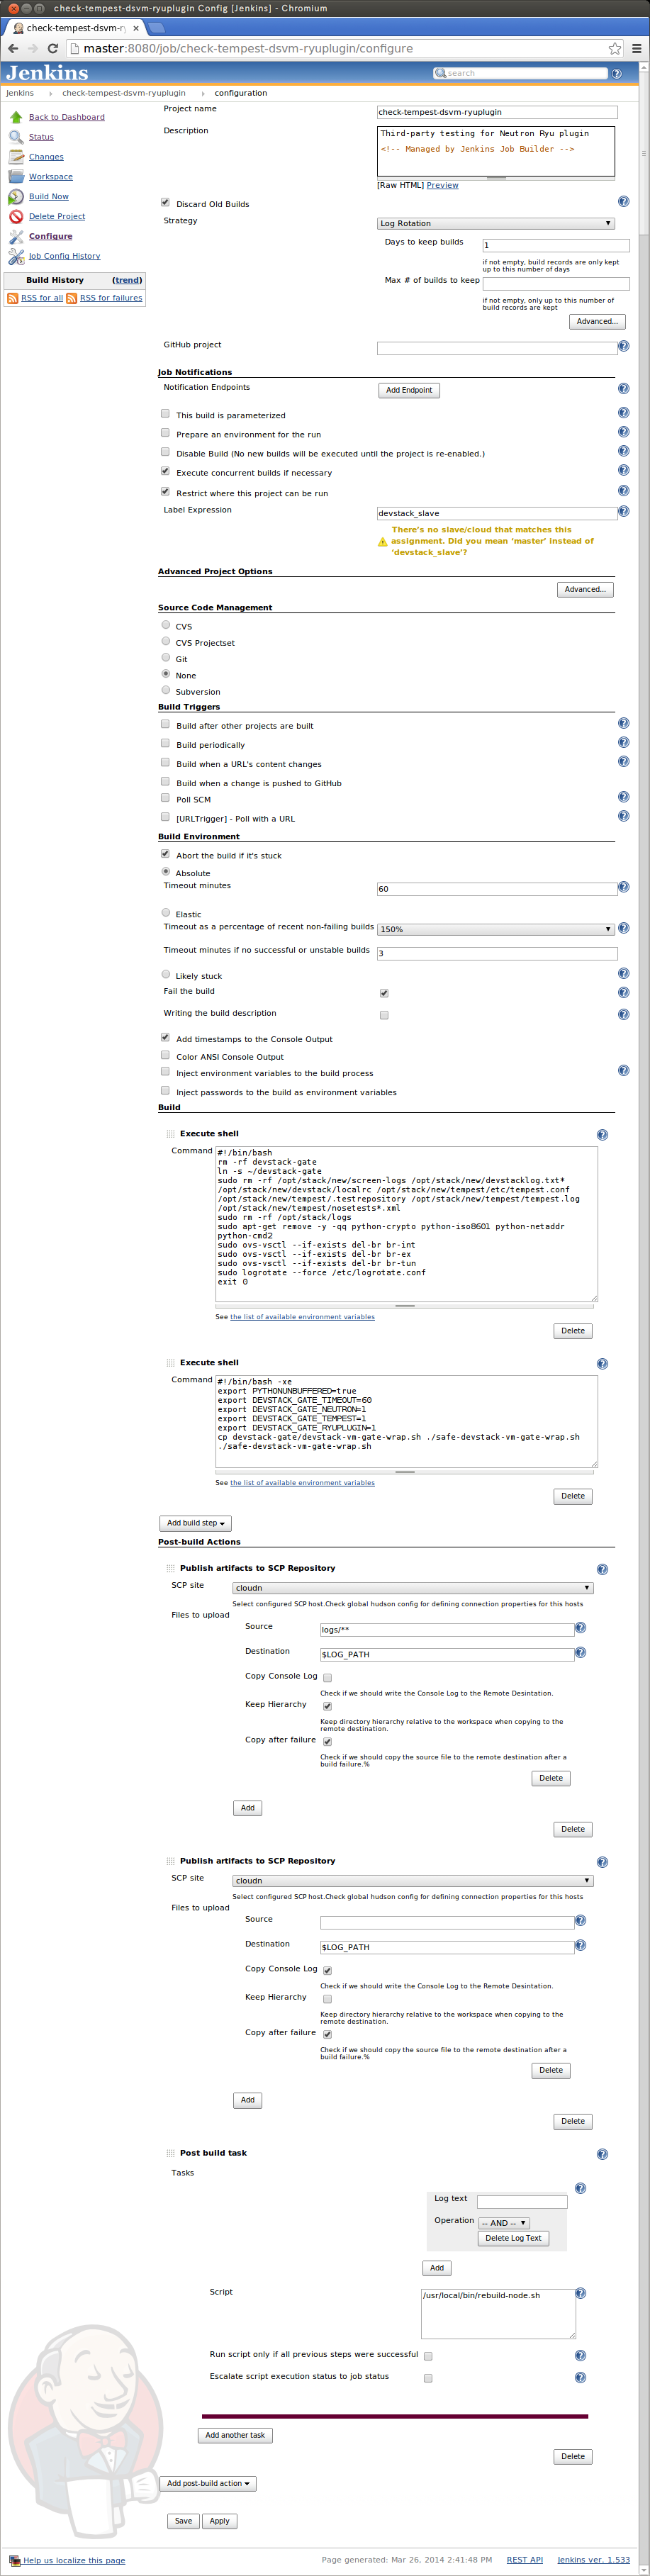 check-tempest-dsvm-ryuplugin Config [Jenkins] - Chromium
check-tempest-dsvm-ry
master:8080/job/check-tempest-dsvm-ryuplugin/configure
Jenkins
search
Jenkins
check-tempest-dsvm-ryuplugin
configuration
Back to Dashboard
Status
Changes
Workspace
Build Now
Delete Project
Configure
Job Config History
Build History (trend)
RSS for all RSS for failures
Project name check-tempest-dsvm-ryuplugin
Description Third-party testing for Neutron Ryu plugin
<!-- Managed by Jenkins Job Builder -->
[Raw HTML] Preview
Discard Old Builds
Strategy Log Rotation
Days to keep builds 1
if not empty, build records are only kept
up to this number of days
Max # of builds to keep
if not empty, only up to this number of
build records are kept
Advanced...
GitHub project
Job Notifications
Notification Endpoints Add Endpoint
This build is parameterized
Prepare an environment for the run
Disable Build (No new builds will be executed until the project is re-enabled.)
Execute concurrent builds if necessary
Restrict where this project can be run
Label Expression devstack_slave
There's no slave/cloud that matches this
assignment. Did you mean 'master' instead of
'devstack_slave'?
Advanced Project Options
Advanced...
Source Code Management
CVS
CVS Projectset
Git
None
Subversion
Build Triggers
Build after other projects are built
Build periodically
Build when a URL's content changes
Build when a change is pushed to GitHub
Poll SCM
[URLTrigger] - Poll with a URL
Build Environment
Abort the build if it's stuck
Absolute
Timeout minutes 60
Elastic
Timeout as a percentage of recent non-failing builds 150%
Timeout minutes if no successful or unstable builds 3
Likely stuck
Fail the build
Writing the build description
Add timestamps to the Console Output
Color ANSI Console Output
Inject environment variables to the build process
Inject passwords to the build as environment variables
Build
Execute shell
Command #!/bin/bash
rm -rf devstack-gate
ln -s ~/devstack-gate
sudo rm -rf /opt/stack/new/screen-logs /opt/stack/new/devstacklog.txt*
/opt/stack/new/devstack/localrc /opt/stack/new/tempest/etc/tempest.conf
/opt/stack/new/tempest/.testrepository /opt/stack/new/tempest/tempest.log
/opt/stack/new/tempest/nosetests*.xml
sudo rm -rf /opt/stack/logs
sudo apt-get remove -y -qq python-crypto python-iso8601 python-netaddr
python-cmd2
sudo ovs-vsctl --if-exists del-br br-int
sudo ovs-vsctl --if-exists del-br br-ex
sudo ovs-vsctl --if-exists del-br br-tun
sudo logrotate --force /etc/logrotate.conf
exit 0
See the list of available environment variables
Delete
Execute shell
Command #!/bin/bash -xe
export PYTHONUNBUFFERED=true
export DEVSTACK_GATE_TIMEOUT=60
export DEVSTACK_GATE_NEUTRON=1
export DEVSTACK_GATE_TEMPEST=1
export DEVSTACK_GATE_RYUPLUGIN=1
cp devstack-gate/devstack-vm-gate-wrap.sh ./safe-devstack-vm-gate-wrap.sh
./safe-devstack-vm-gate-wrap.sh
See the list of available environment variables
Delete
Add build step
Post-build Actions
Publish artifacts to SCP Repository
SCP site cloudn
Select configured SCP host.Check global hudson config for defining connection properties for this hosts
Files to upload
Source logs/**
Destination $LOG_PATH
Copy Console Log
Check if we should write the Console Log to the Remote Desintation.
Keep Hierarchy
Keep directory hierarchy relative to the workspace when copying to the
remote destination.
Copy after failure
Check if we should copy the source file to the remote destination after a
build failure.%
Delete
Add
Delete
Publish artifacts to SCP Repository
SCP site cloudn
Select configured SCP host.Check global hudson config for defining connection properties for this hosts
Files to upload
Source
Destination $LOG_PATH
Copy Console Log
Check if we should write the Console Log to the Remote Desintation.
Keep Hierarchy
Keep directory hierarchy relative to the workspace when copying to the
remote destination.
Copy after failure
Check if we should copy the source file to the remote destination after a
build failure.%
Delete
Add
Delete
Post build task
Tasks
Log text
Operation -- AND --
Delete Log Text
Add
Script /usr/local/bin/rebuild-node.sh
Run script only if all previous steps were successful
Escalate script execution status to job status
Add another task
Delete
Add post-build action
Save Apply
Help us localize this page
Page generated: Mar 26, 2014 2:41:48 PM REST API Jenkins ver. 1.533